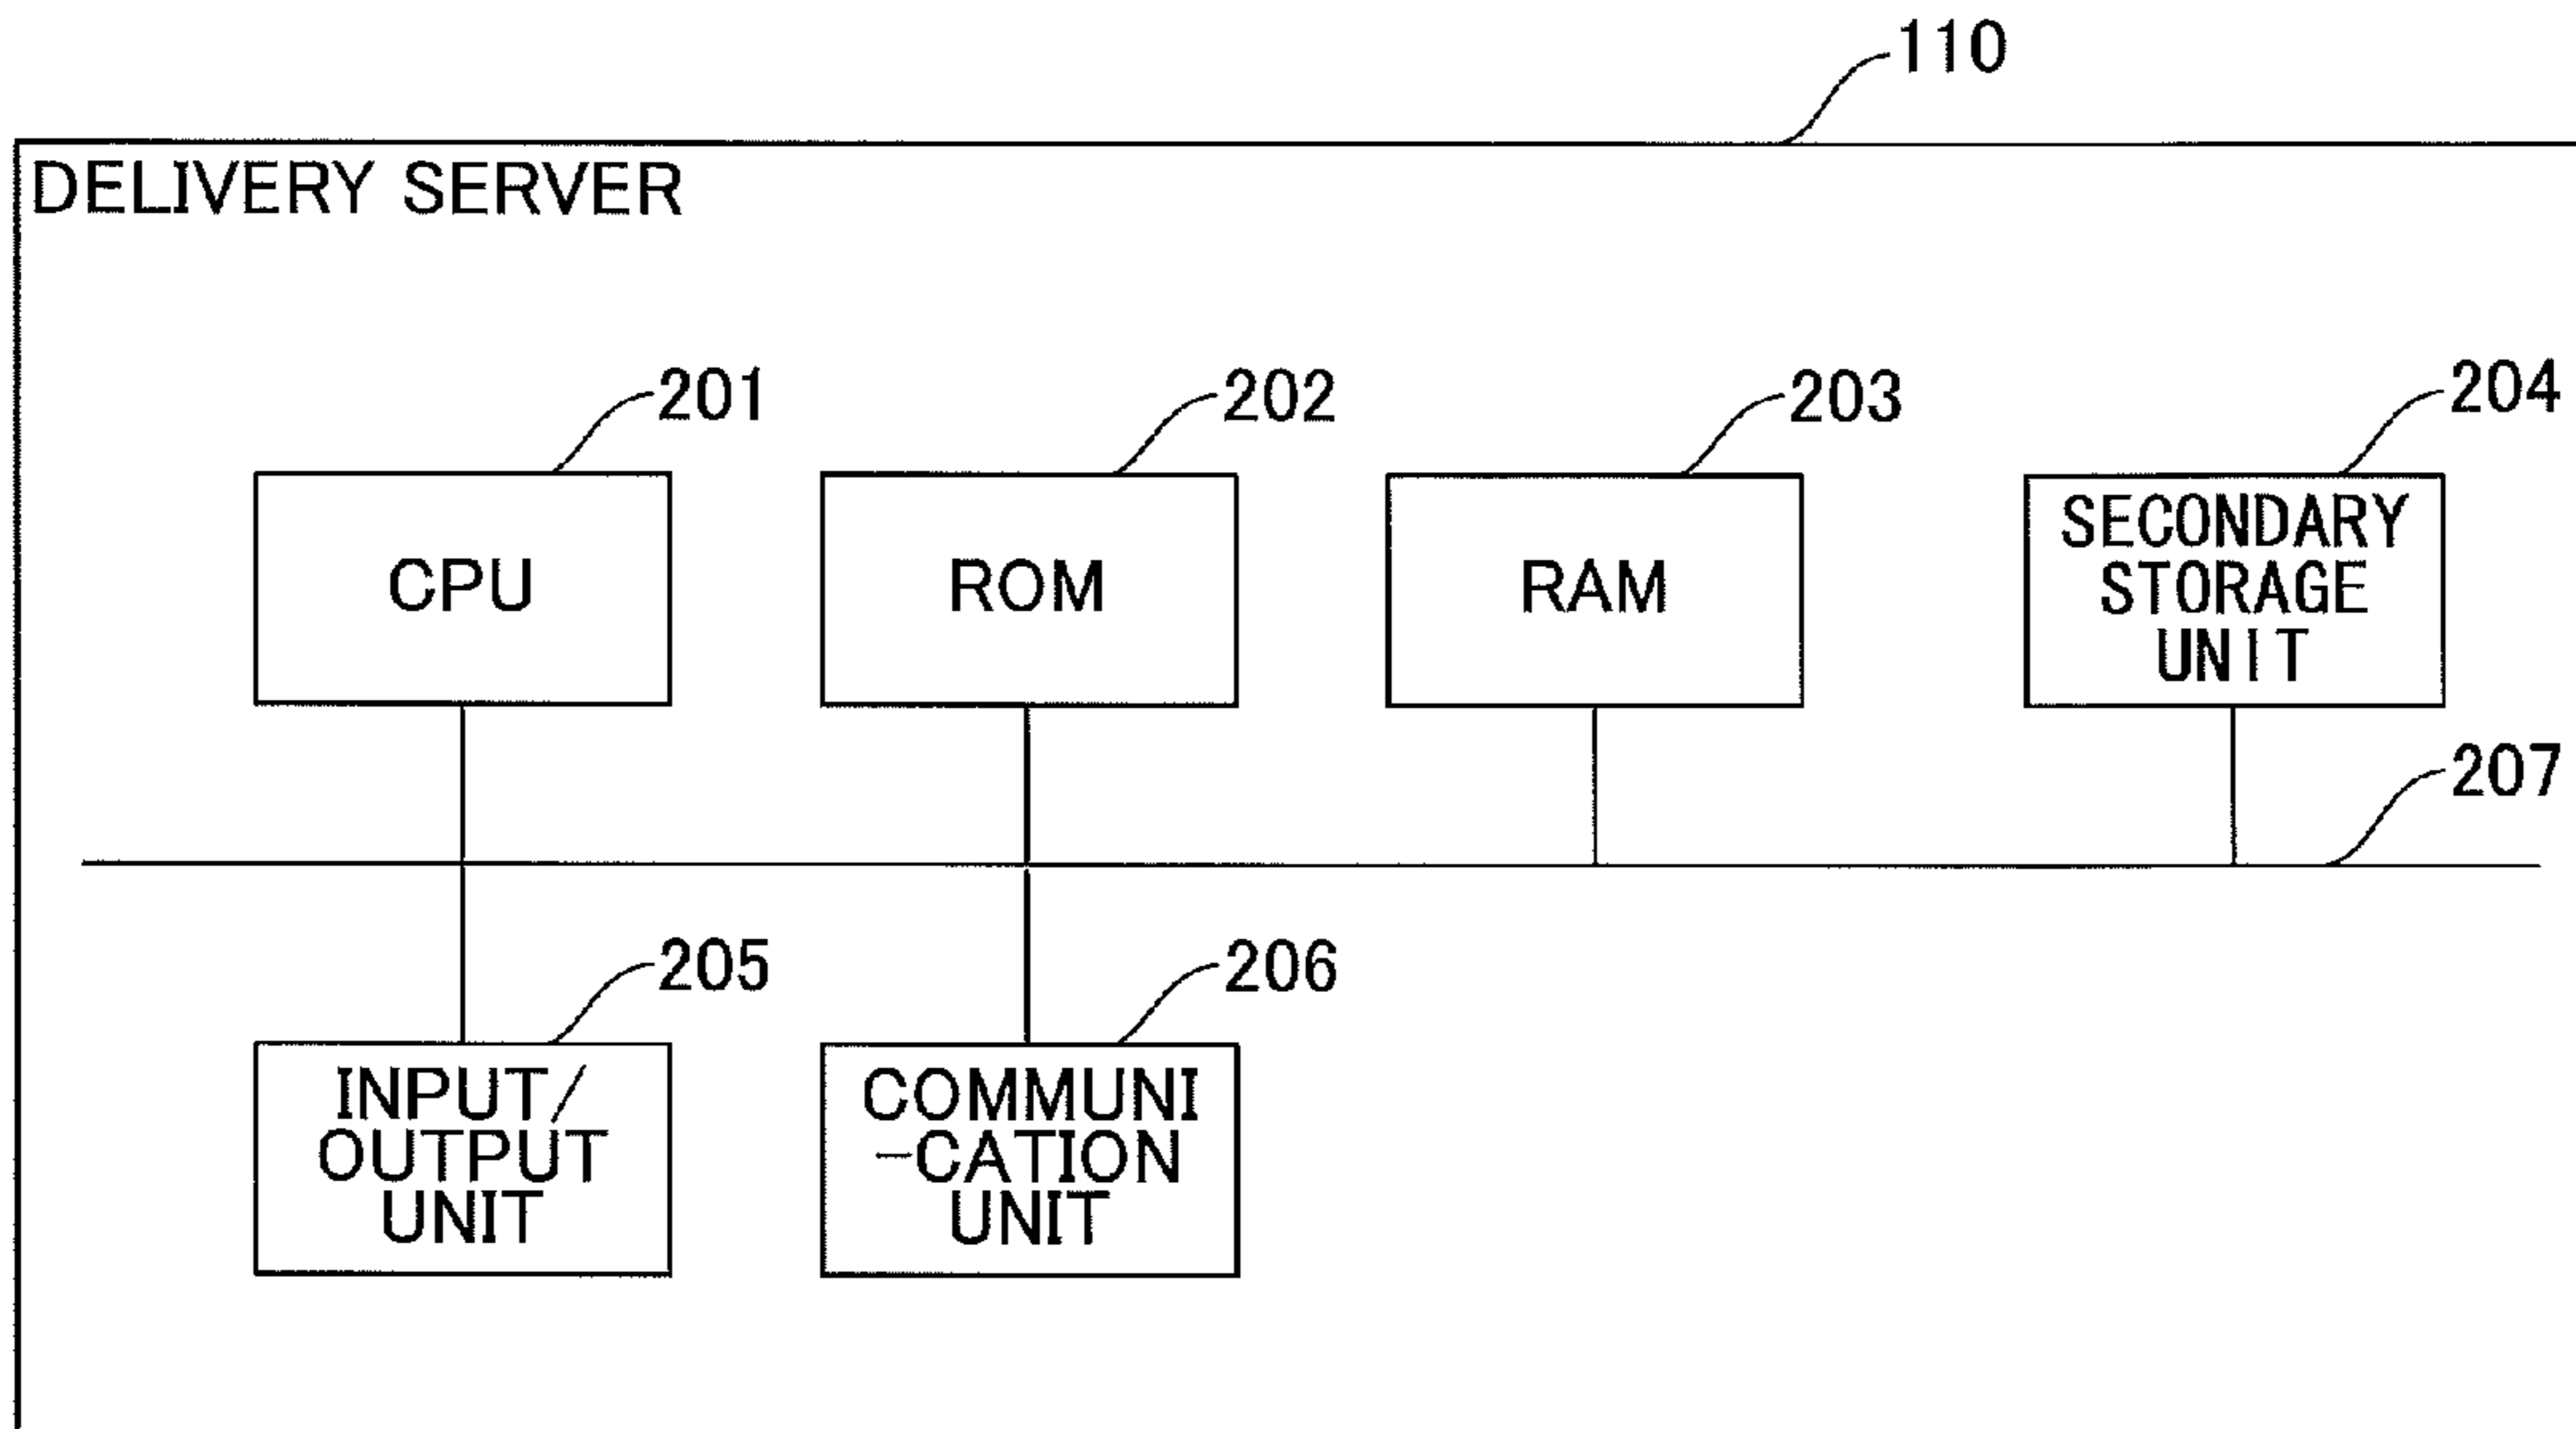 110
DELIVERY SERVER
201
202
203
204
CPU
ROM
RAM
SECONDARY
STORAGE
UNIT
207
205
206
INPUT/
OUTPUT
UNIT
COMMUNI
-CATION
UNIT